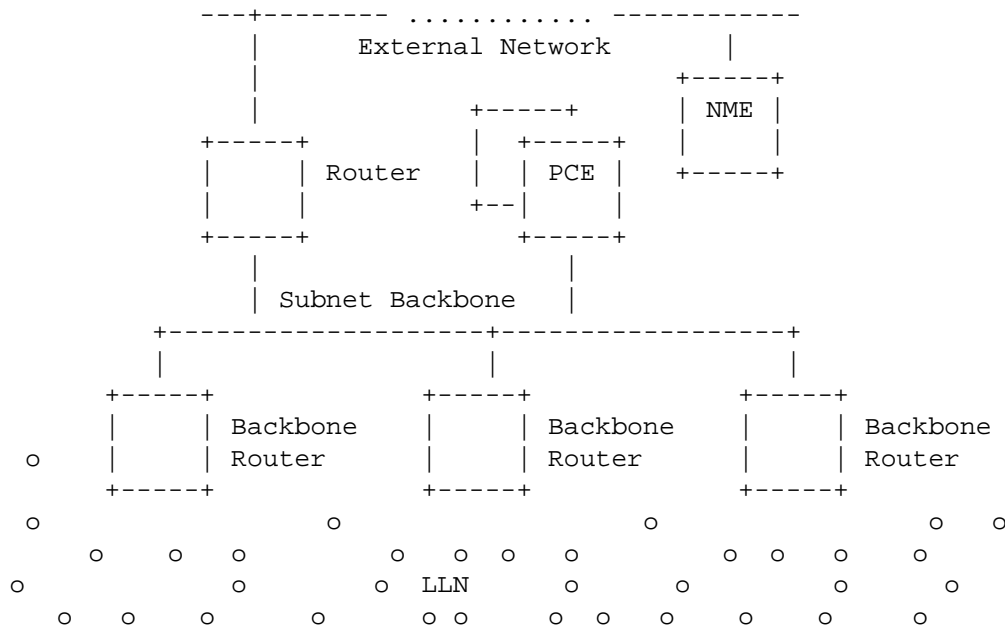 External Network
NME
Router
PCE
Subnet Backbone
Backbone Backbone Backbone
Router Router Router
LLN